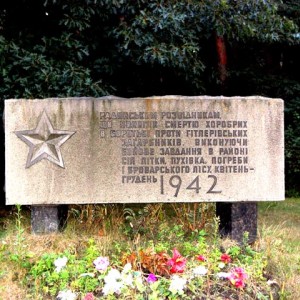 РАДЯНСЬКИМ РОЗВІДНИКАМ,
ЩО ПОЛЯГЛИ СМЕРТЮ ХОРОБРИХ
В БОРОТЬБІ ПРОТИ ГІТЛЕРІВСЬКИХ
ЗАГАРБНИКІВ, ВИКОНУЮЧИ
БОЙОВЕ ЗАВДАННЯ В РАЙОНІ
СІЛ ЛІТКИ, ПУХІВКА, ПОГРЕБИ
І БРОВАРСЬКОГО ЛІСУ, КВІТЕНЬ-
ГРУДЕНЬ 1942